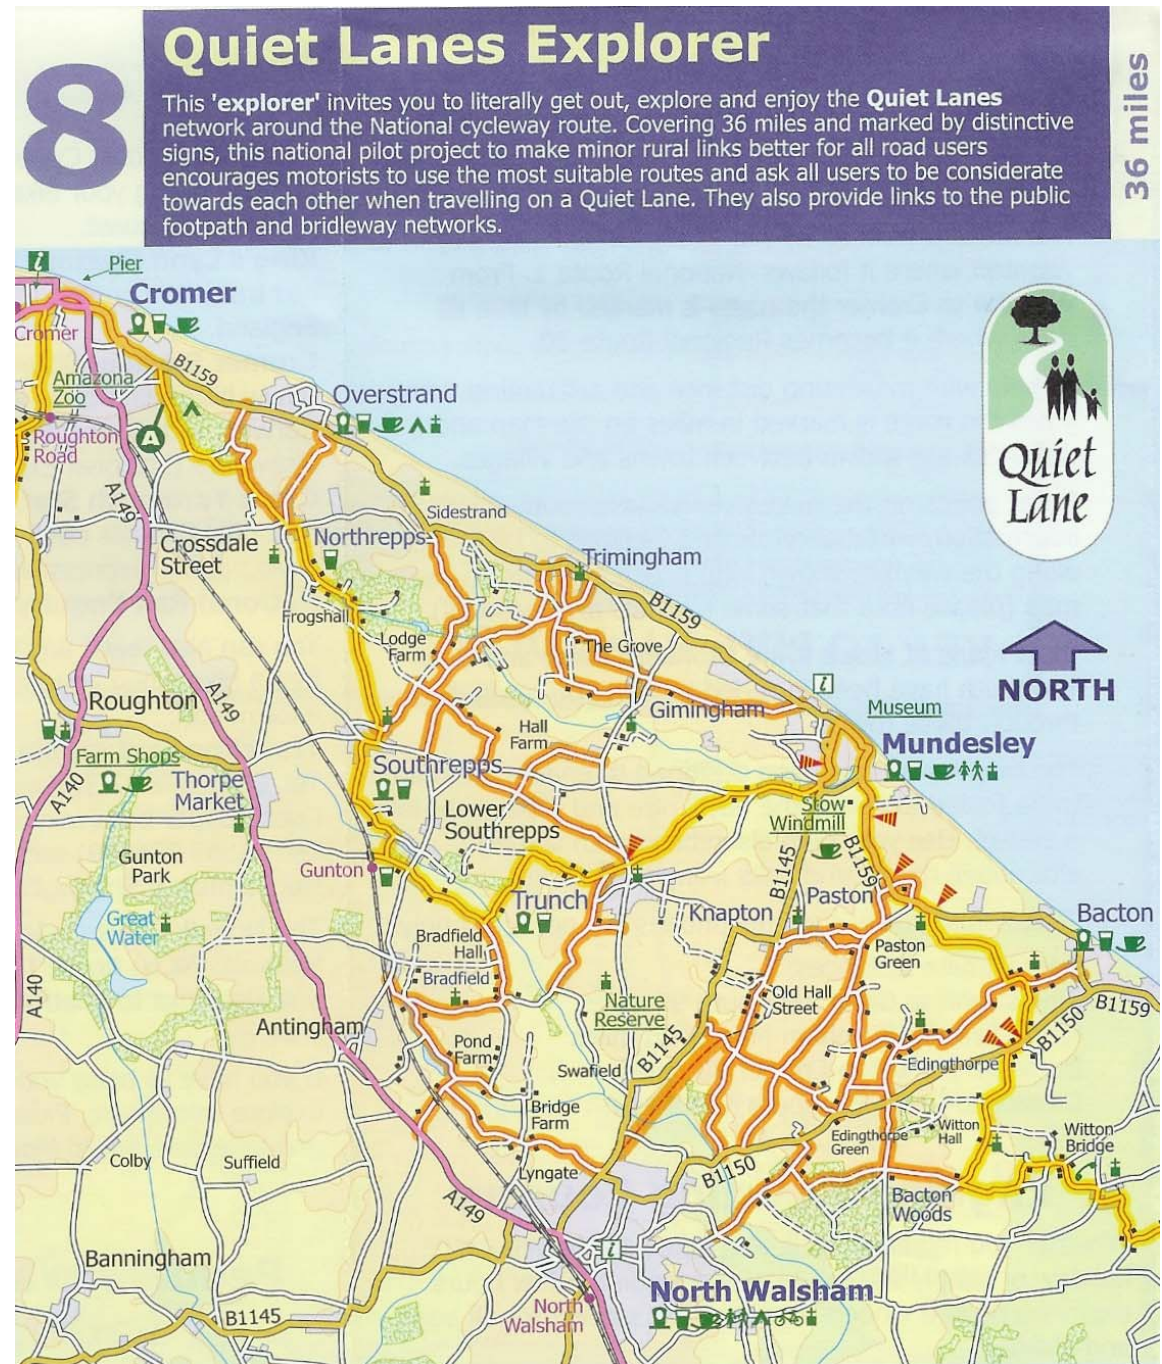 8
Quiet Lanes Explorer
36 miles
This 'explorer' invites you to literally get out, explore and enjoy the Quiet Lanes
network around the National cycleway route. Covering 36 miles and marked by distinctive
signs, this national pilot project to make minor rural links better for all road users
encourages motorists to use the most suitable routes and ask all users to be considerate
towards each other when travelling on a Quiet Lane. They also provide links to the public
footpath and bridleway networks.
i
Pier
Cromer
Cromer
B1159
Amazona
Zoo
A
Overstrand
Roughton
Road
Quiet
Lane
A149
Sidestrand
Crossdale
Street
Northrepps
Trimingham
B1159
Frogshall
Lodge
Farm
The Grove
NORTH
Roughton
A149
Gimingham
i
Museum
Hall
Farm
Mundesley
Farm Shops
Southrepps
A140
Thorpe
Market
Lower
Southrepps
Stow
Windmill
Gunton
Park
Gunton
B1145
B1159
Trunch
Knapton
Paston
Bacton
Great
Water
Bradfield
Hall
Paston
Green
Bradfield
A140
Nature
Reserve
Old Hall
Street
B1159
Antingham
Pond
Farm
B1145
B1150
Swafield
Edingthorpe
Bridge
Farm
Edingthorpe
Green
Witton
Hall
Witton
Bridge
Colby
Suffield
Lyngate
B1150
A149
Bacton
Woods
Banningham
i
North Walsham
B1145
North
Walsham